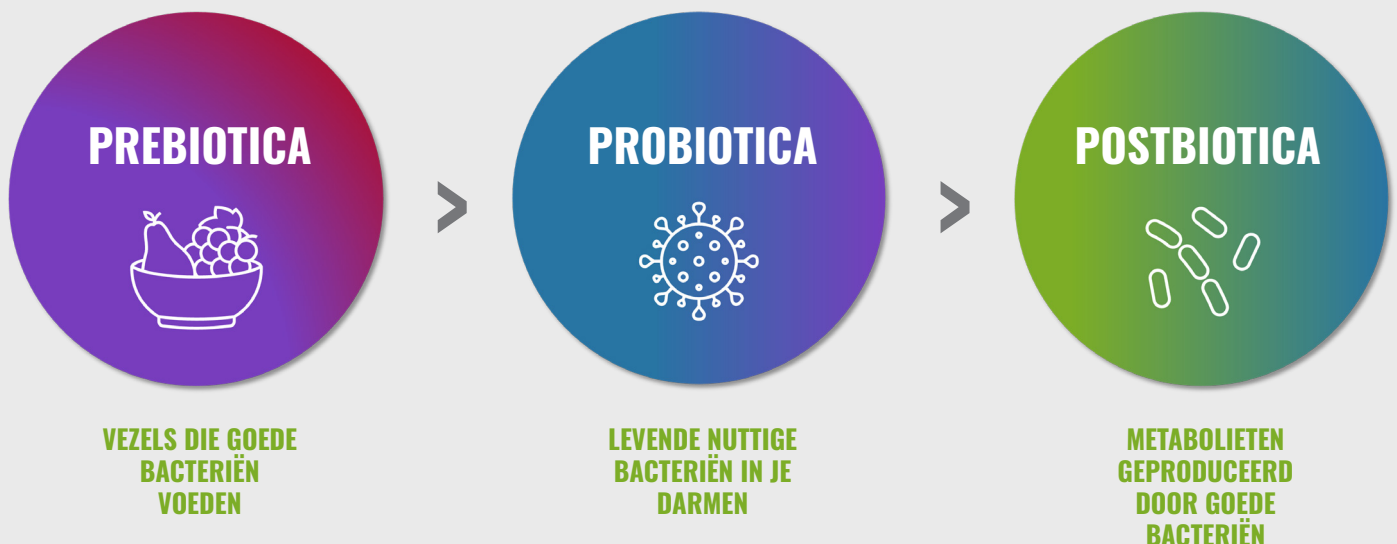 PREBIOTICA
>
PROBIOTICA
>
POSTBIOTICA
VEZELS DIE GOEDE
BACTERIËN
VOEDEN
LEVENDE NUTTIGE
BACTERIËN IN JE
DARMEN
METABOLIETEN
GEPRODUCEERD
DOOR GOEDE
BACTERIËN